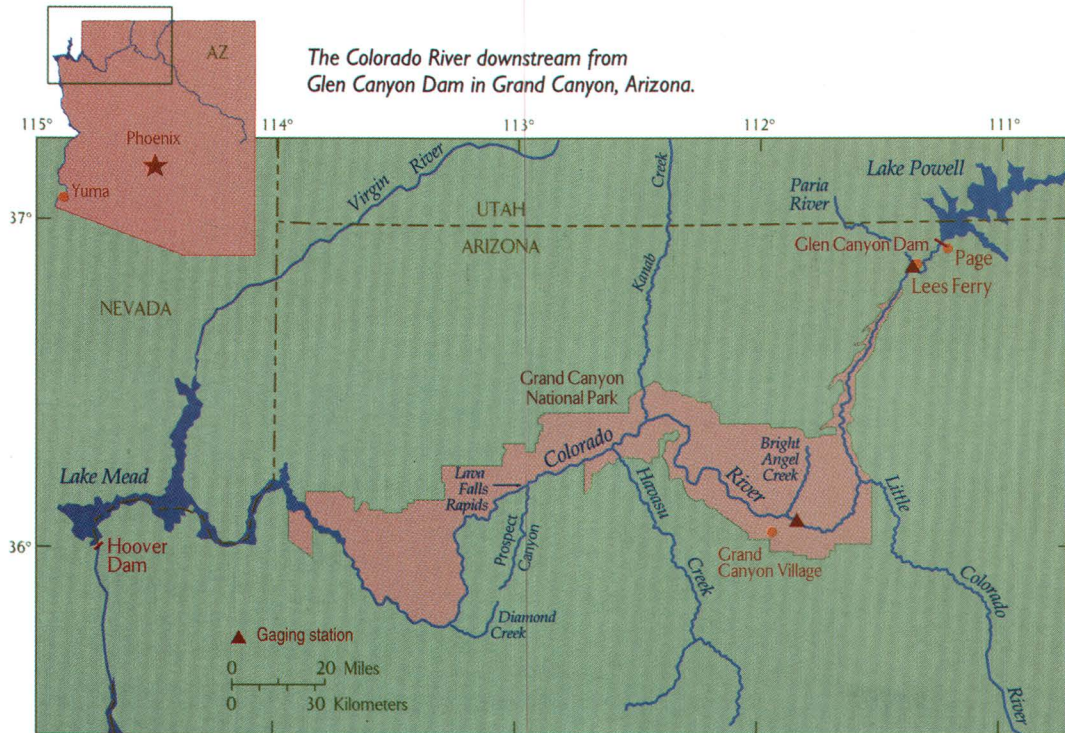 AZ
Phoenix
Yuma
The Colorado River downstream from
Glen Canyon Dam in Grand Canyon, Arizona.
115°
114°
113°
112°
111°
37°
36°
Virgin River
UTAH
ARIZONA
NEVADA
Kanab Creek
Paria
River
Lake Powell
Glen Canyon Dam
Page
Lees Ferry
Grand Canyon
National Park
Colorado River
Bright
Angel
Creek
Lava
Falls
Rapids
Prospect
Canyon
Havasu Creek
Little Colorado River
Lake Mead
Hoover
Dam
Grand
Canyon Village
Diamond
Creek
Gaging station
0 20 Miles
0 30 Kilometers